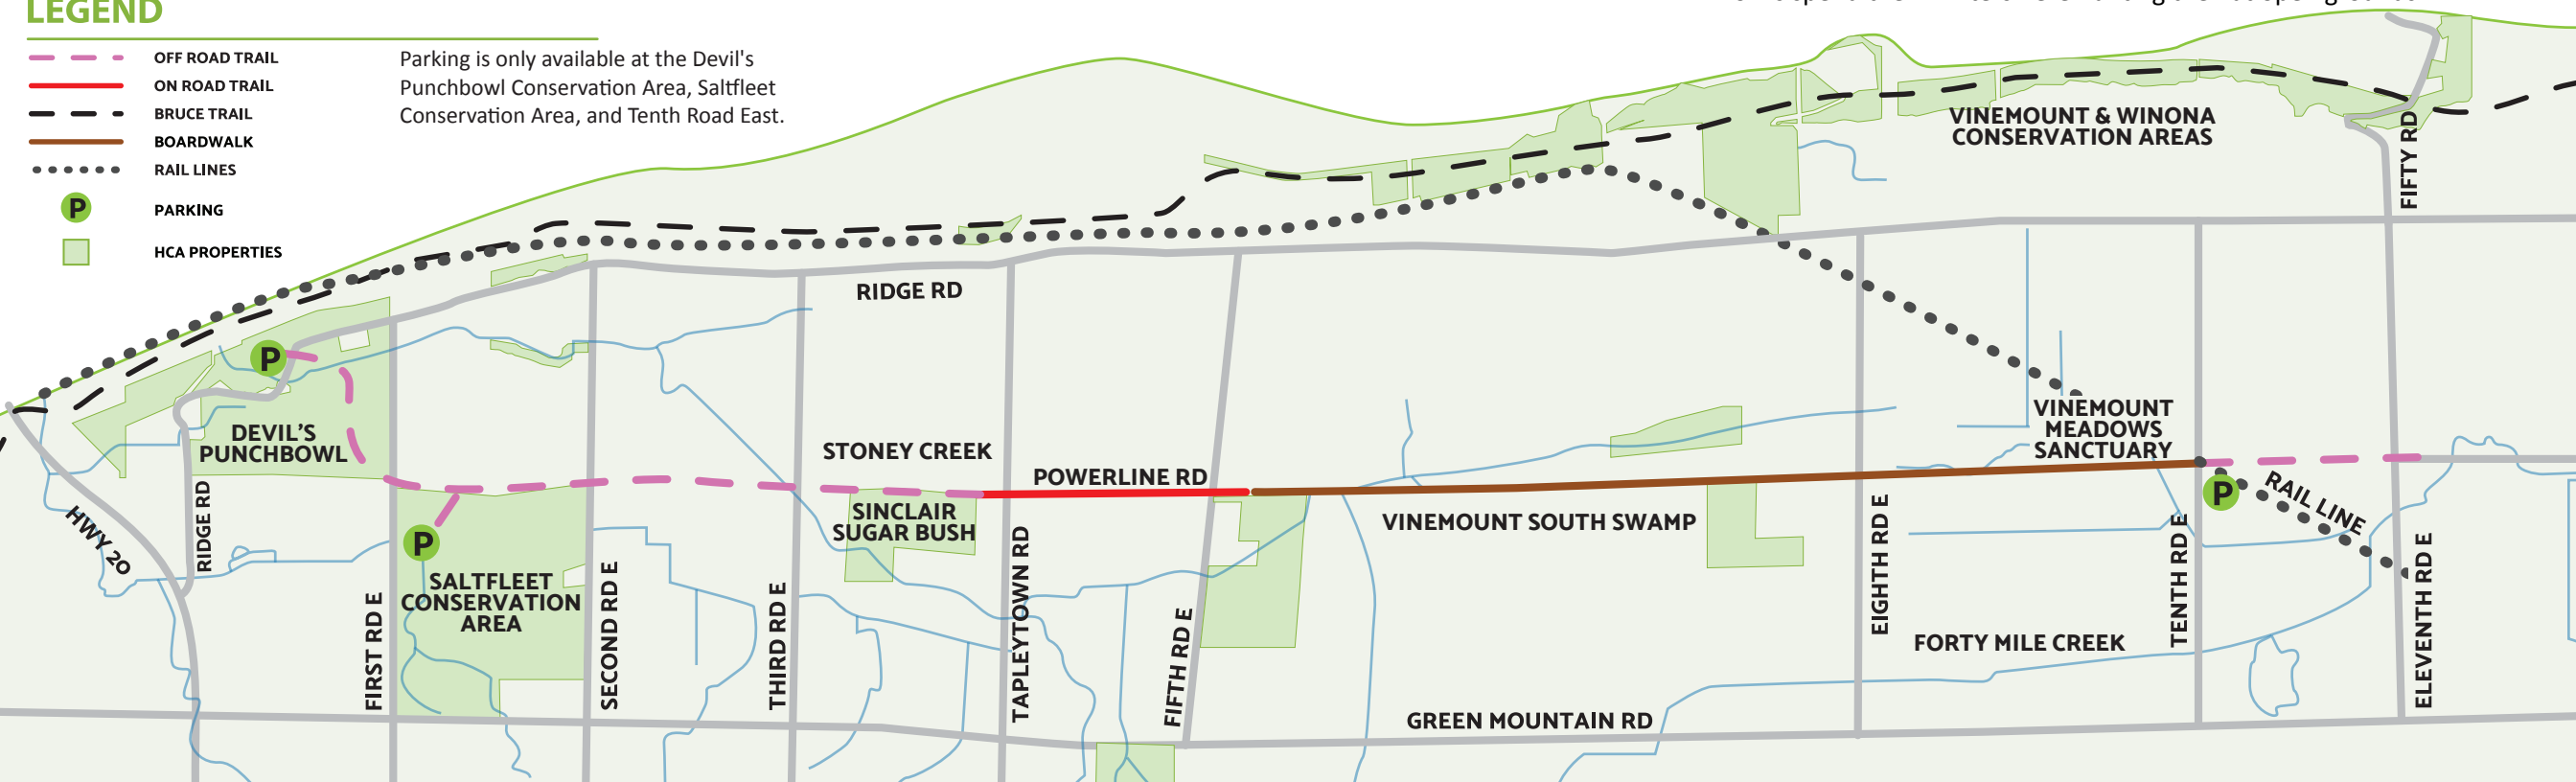 LEGEND
OFF ROAD TRAIL
ON ROAD TRAIL
BRUCE TRAIL
BOARDWALK
RAIL LINES
P
PARKING
HCA PROPERTIES
Parking is only available at the Devil's
Punchbowl Conservation Area, Saltfleet
Conservation Area, and Tenth Road East.
VINEMOUNT & WINONA
CONSERVATION AREAS
FIFTY RD
RIDGE RD
P
DEVIL'S
PUNCHBOWL
HWY 20
RIDGE RD
P
SALTFLEET
CONSERVATION
AREA
FIRST RD E
SECOND RD E
THIRD RD E
STONEY CREEK
SINCLAIR
SUGAR BUSH
POWERLINE RD
TAPLEYTOWN RD
FIFTH RD E
VINEMOUNT SOUTH SWAMP
GREEN MOUNTAIN RD
EIGHTH RD E
VINEMOUNT
MEADOWS
SANCTUARY
P
RAIL LINE
TENTH RD E
FORTY MILE CREEK
ELEVENTH RD E